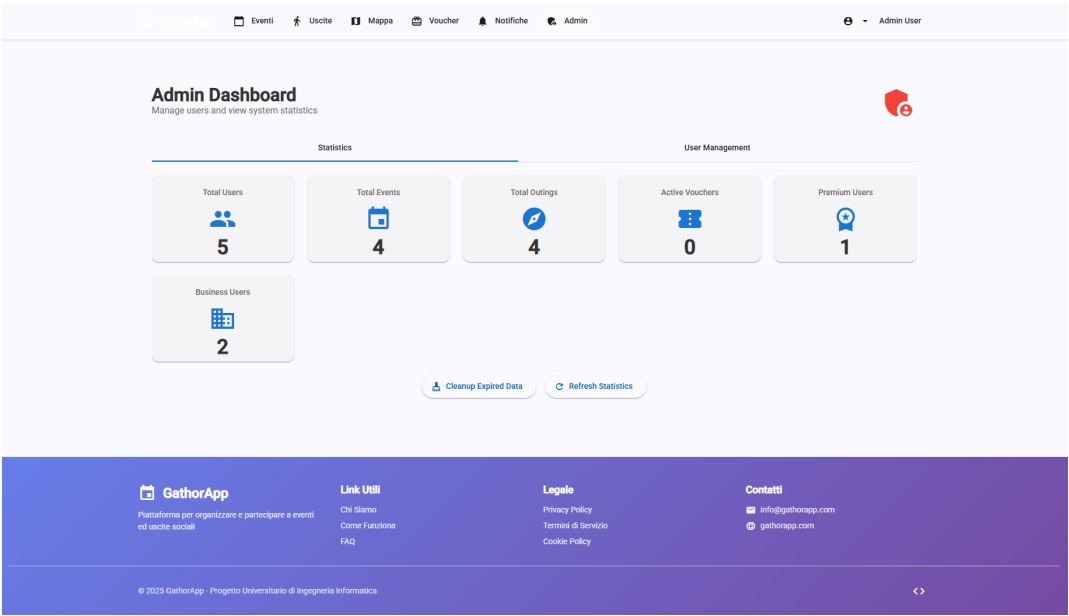 GathorApp Eventi Uscite Mappa Voucher Notifiche Admin Admin User
Admin Dashboard
Manage users and view system statistics
Statistics User Management
Total Users Total Events Total Outings Active Vouchers Premium Users
5 4 4 0 1
Business Users
2
Cleanup Expired Data Refresh Statistics
GathorApp
Piattaforma per organizzare e partecipare a eventi
ed uscite sociali
Link Utili
Chi Siamo
Come Funziona
FAQ
Legale
Privacy Policy
Termini di Servizio
Cookie Policy
Contatti
info@gathorapp.com
gathorapp.com
© 2025 GathorApp - Progetto Universitario di Ingegneria Informatica